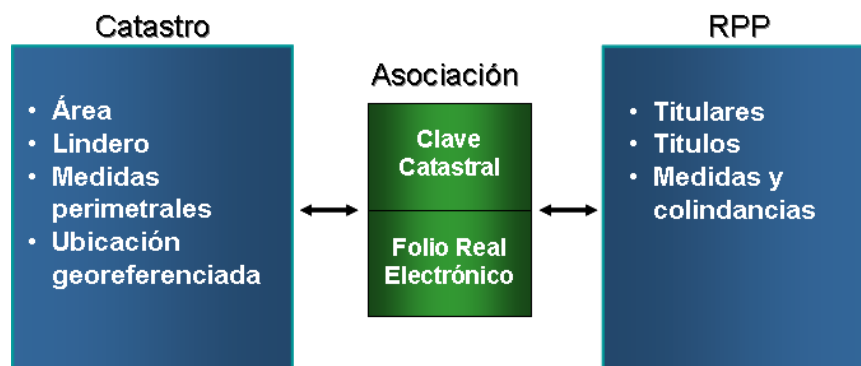 Catastro
• Área
• Lindero
• Medidas
perimetrales
• Ubicación
georeferenciada
Asociación
Clave
Catastral
Folio Real
Electrónico
RPP
• Titulares
• Titulos
• Medidas y
colindancias